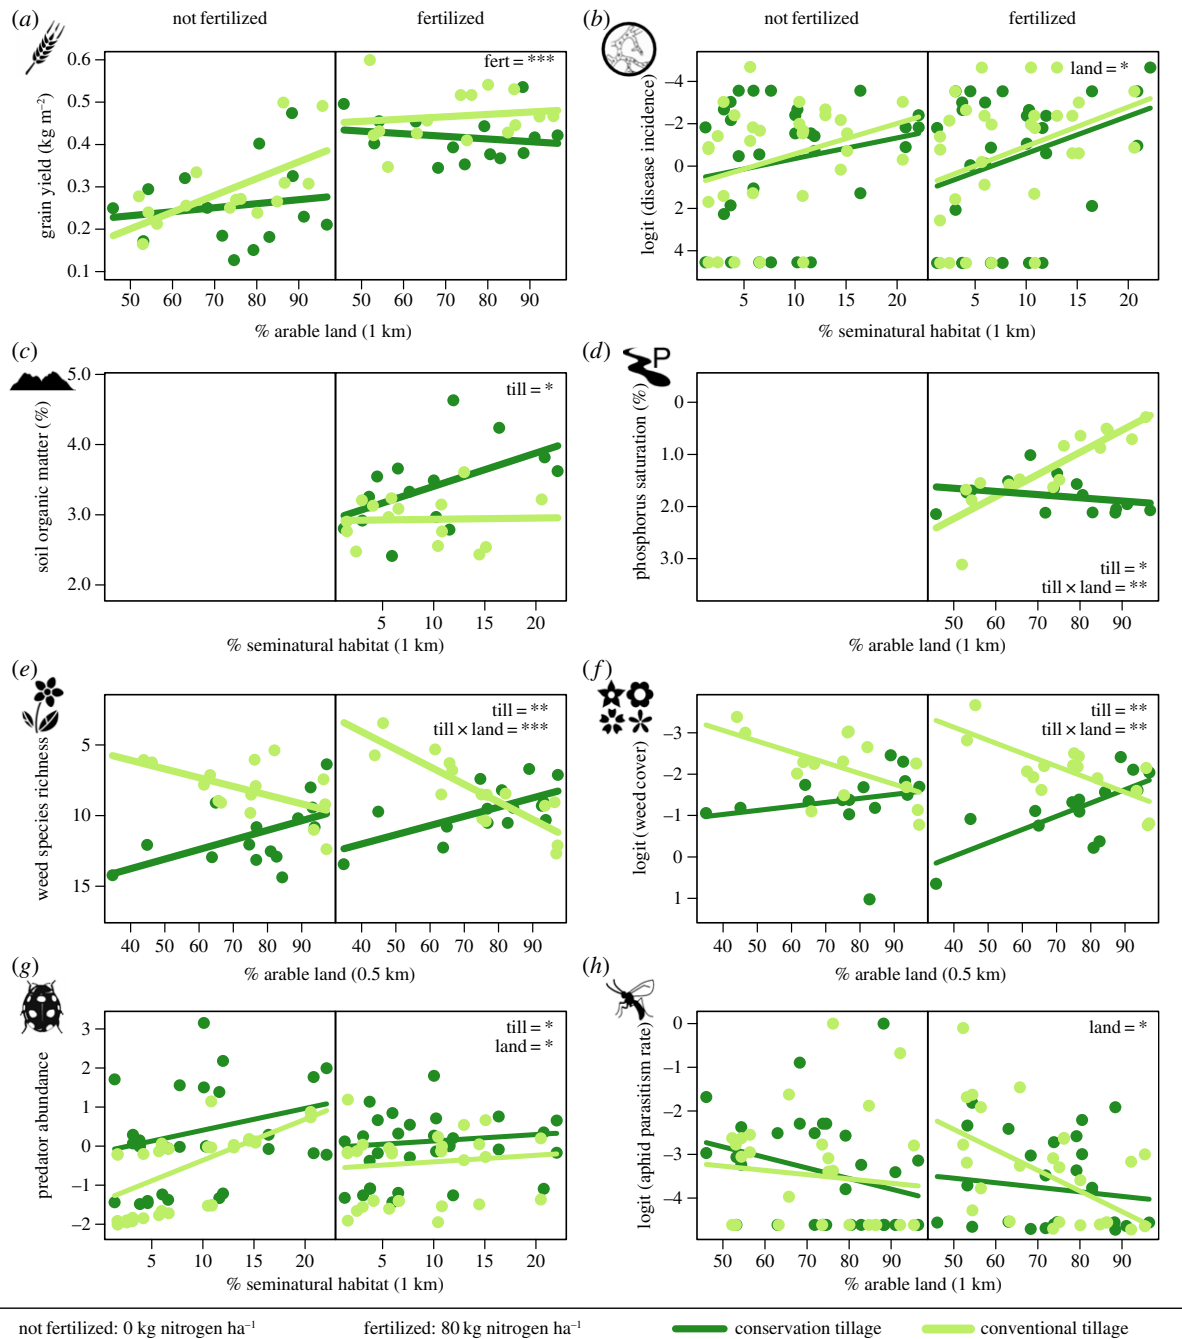 (a) not fertilized fertilized
fert = ***
grain yield (kg m⁻²)
0.6
0.5
0.4
0.3
0.2
0.1
50 60 70 80 90 50 60 70 80 90
% arable land (1 km)
(b) not fertilized fertilized
land = *
logit (disease incidence)
−4
−2
0
2
4
5 10 15 20 5 10 15 20
% seminatural habitat (1 km)
(c)
till = *
soil organic matter (%)
5.0
4.0
3.0
2.0
5 10 15 20
% seminatural habitat (1 km)
(d)
P
phosphorus saturation (%)
0
1.0
2.0
3.0
till = *
till × land = **
50 60 70 80 90
% arable land (1 km)
(e)
till = **
till × land = ***
weed species richness
5
10
15
40 50 60 70 80 90 40 50 60 70 80 90
% arable land (0.5 km)
(f)
till = **
till × land = **
logit (weed cover)
−3
−2
−1
0
1
40 50 60 70 80 90 40 50 60 70 80 90
% arable land (0.5 km)
(g)
till = *
land = *
predator abundance
3
2
1
0
−1
−2
5 10 15 20 5 10 15 20
% seminatural habitat (1 km)
(h)
land = *
logit (aphid parasitism rate)
0
−1
−2
−3
−4
50 60 70 80 90 50 60 70 80 90
% arable land (1 km)
not fertilized: 0 kg nitrogen ha⁻¹ fertilized: 80 kg nitrogen ha⁻¹ conservation tillage conventional tillage